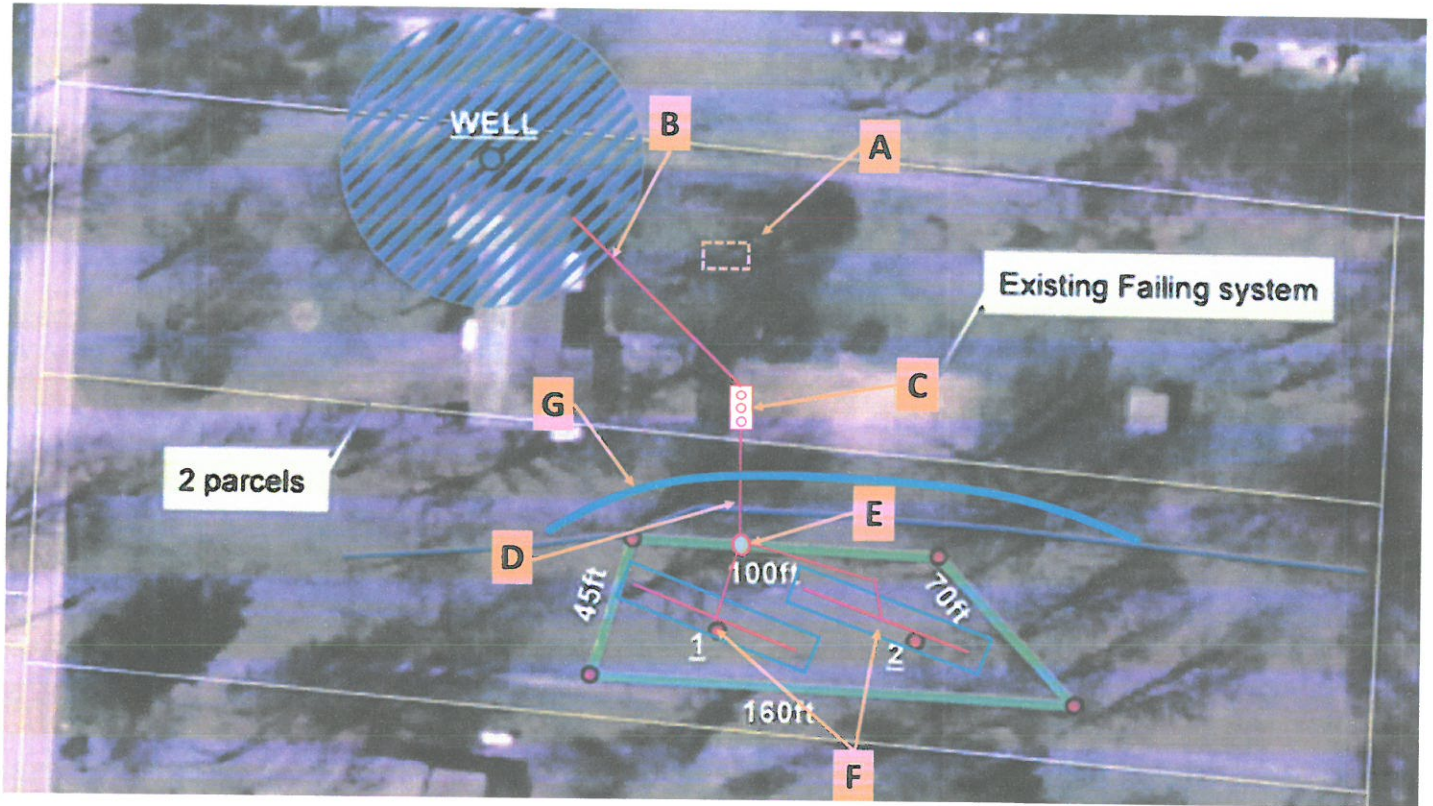 WELL
B
A
Existing Failing system
C
G
2 parcels
E
D
100ft
45ft
70ft
1
2
160ft
F